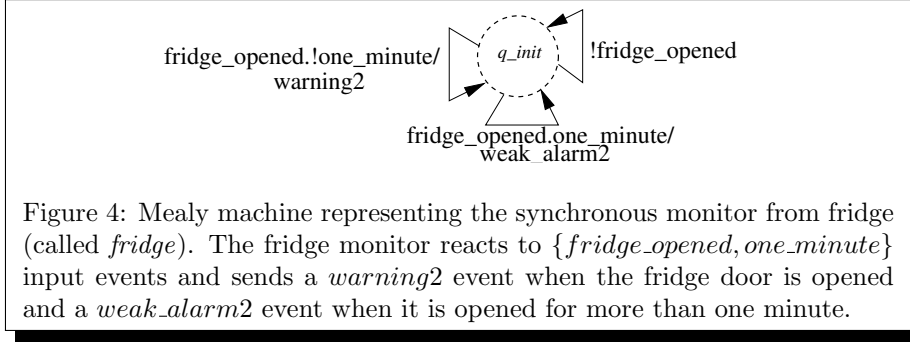 fridge_opened.!one_minute/
warning2
q_init
!fridge_opened
fridge_opened.one_minute/
weak_alarm2
Figure 4: Mealy machine representing the synchronous monitor from fridge
(called fridge). The fridge monitor reacts to {fridge_opened, one_minute}
input events and sends a warning2 event when the fridge door is opened
and a weak_alarm2 event when it is opened for more than one minute.